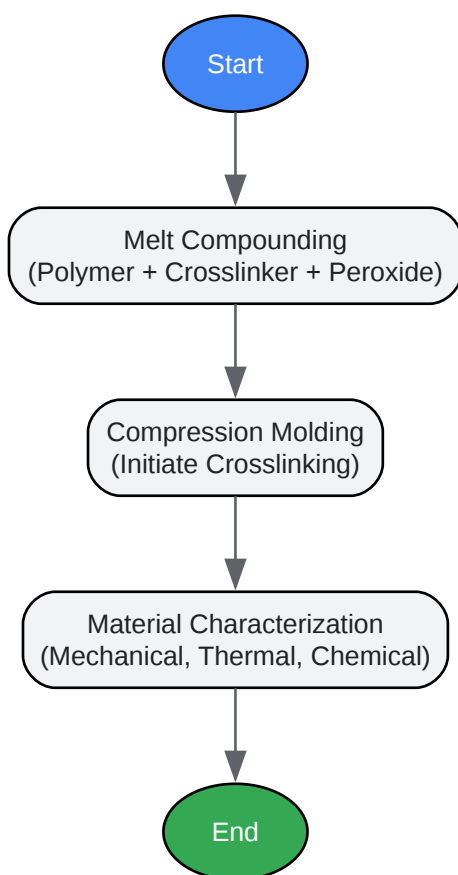 Start
Melt Compounding
(Polymer + Crosslinker + Peroxide)
Compression Molding
(Initiate Crosslinking)
Material Characterization
(Mechanical, Thermal, Chemical)
End